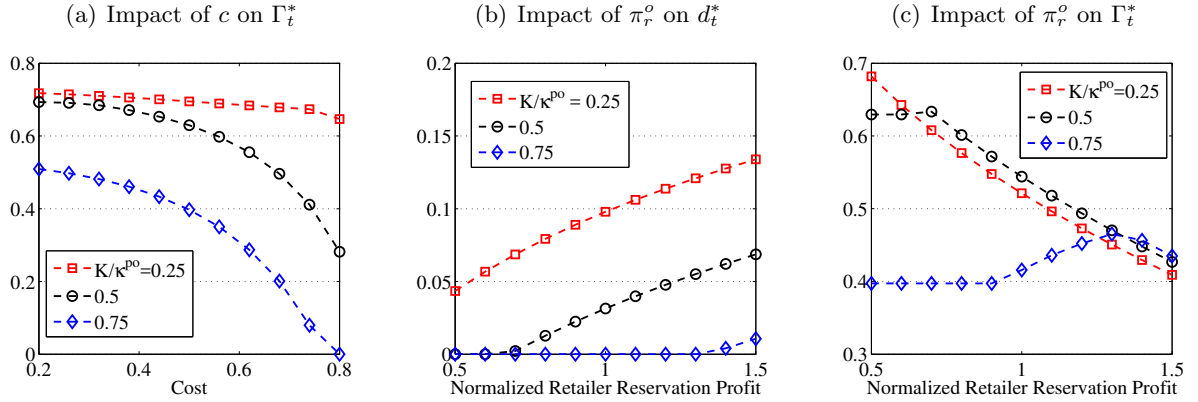 (a) Impact of c on Γ*ₜ
0.8
0.6
0.4
0.2
0
K/κᵖᵒ=0.25
0.5
0.75
0.2 0.4 0.6 0.8
Cost
(b) Impact of πᵣᵒ on d*ₜ
0.2
0.15
0.1
0.05
0
K/κᵖᵒ = 0.25
0.5
0.75
0.5 1 1.5
Normalized Retailer Reservation Profit
(c) Impact of πᵣᵒ on Γ*ₜ
0.7
0.6
0.5
0.4
0.3
K/κᵖᵒ=0.25
0.5
0.75
0.5 1 1.5
Normalized Retailer Reservation Profit